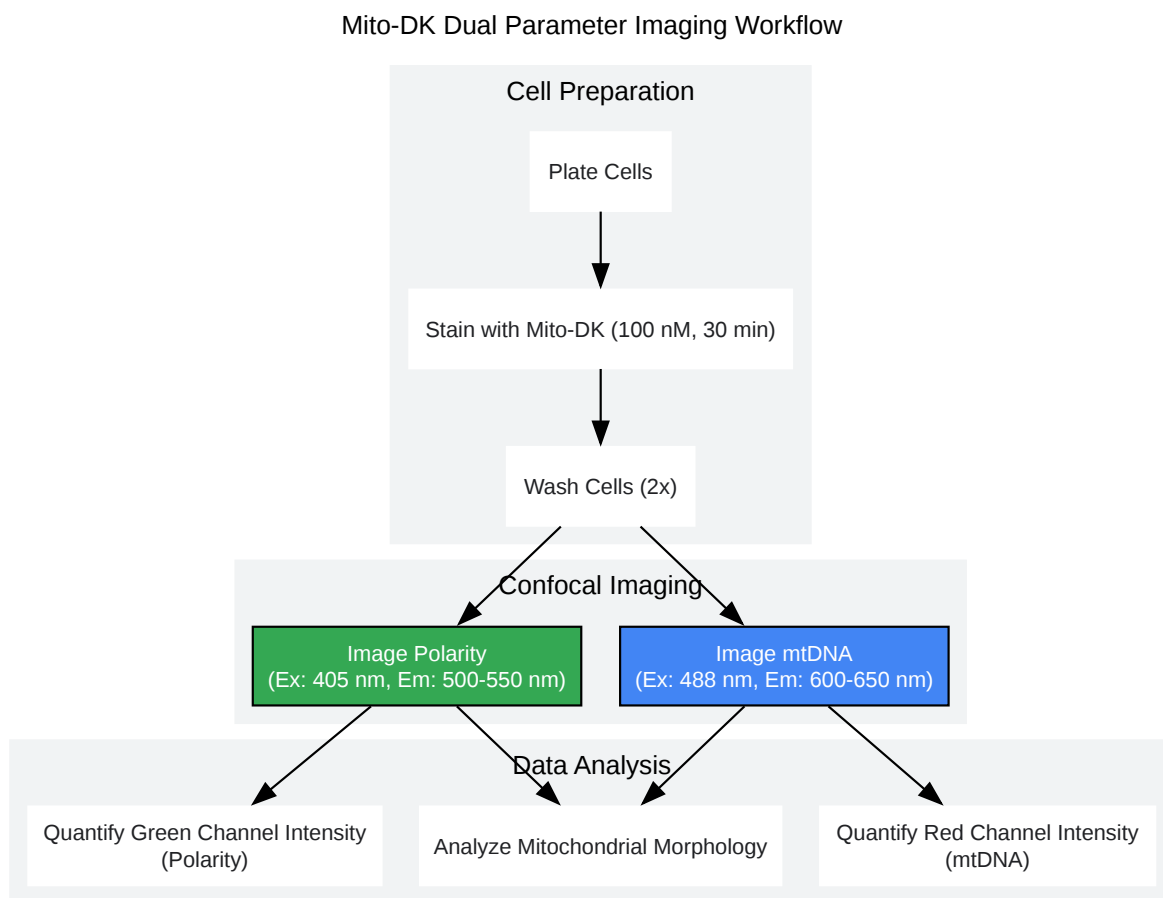 Mito-DK Dual Parameter Imaging Workflow
Cell Preparation
Plate Cells
Stain with Mito-DK (100 nM, 30 min)
Wash Cells (2x)
Confocal Imaging
Image Polarity
(Ex: 405 nm, Em: 500-550 nm)
Image mtDNA
(Ex: 488 nm, Em: 600-650 nm)
Data Analysis
Quantify Green Channel Intensity
(Polarity)
Analyze Mitochondrial Morphology
Quantify Red Channel Intensity
(mtDNA)